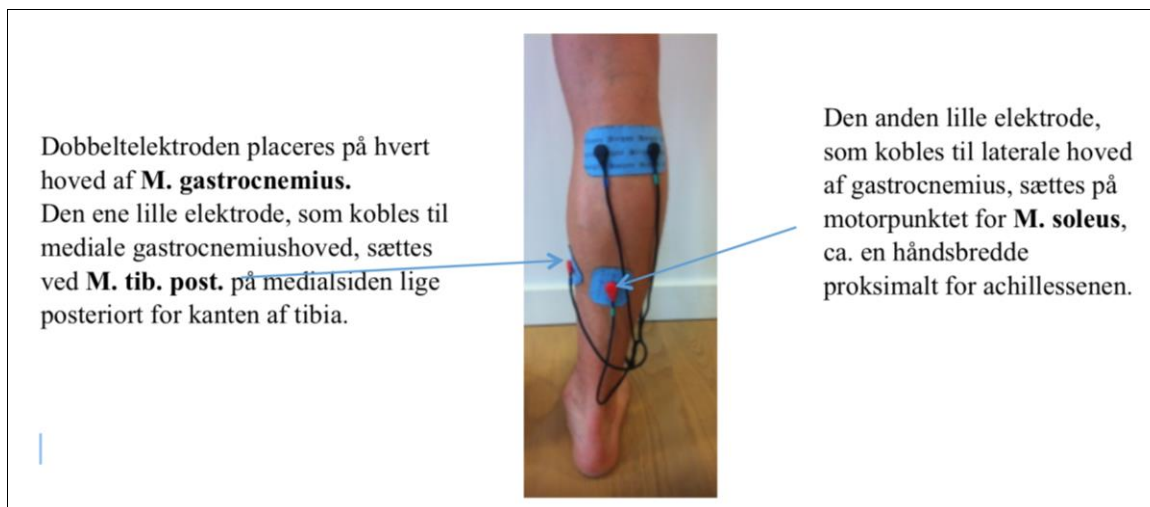 Dobbeltelektroden placeres på hvert
hoved af M. gastrocnemius.
Den ene lille elektrode, som kobles til
mediale gastrocnemiushoved, sættes
ved M. tib. post. på medialsiden lige
posteriort for kanten af tibia.
Den anden lille elektrode,
som kobles til laterale hoved
af gastrocnemius, sættes på
motorpunktet for M. soleus,
ca. en håndsbredde
proksimalt for achillessenen.